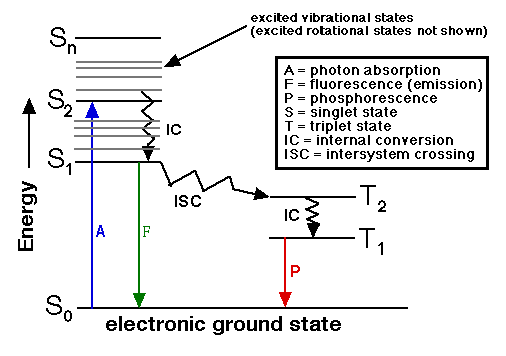 excited vibrational states
(excited rotational states not shown)
Sn
A = photon absorption
F = fluorescence (emission)
P = phosphorescence
S = singlet state
T = triplet state
IC = internal conversion
ISC = intersystem crossing
S2
IC
S1
ISC
T2
IC
T1
Energy
A
F
P
S0
electronic ground state